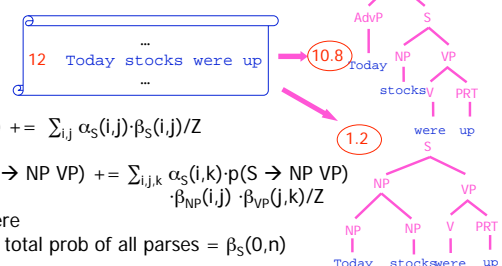 …
12 Today stocks were up
…
10.8
AdvP S
Today
NP VP
stocks V PRT
were up
1.2
S
NP VP
NP NP V PRT
Today stocks were up
) += ∑i,j αS(i,j)·βS(i,j)/Z
→ NP VP) += ∑i,j,k αS(i,k)·p(S → NP VP)
·βNP(i,j) ·βVP(j,k)/Z
total prob of all parses = βS(0,n)